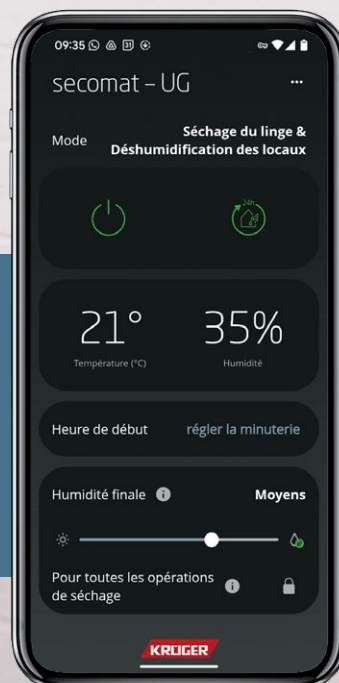 09:35
31
secomat – UG
Mode
Séchage du linge &
Déshumidification des locaux
24h
21°
35%
Température (°C)
Humidité
Heure de début
régler la minuterie
Humidité finale
Moyens
Pour toutes les opérations
de séchage
KRÜGER